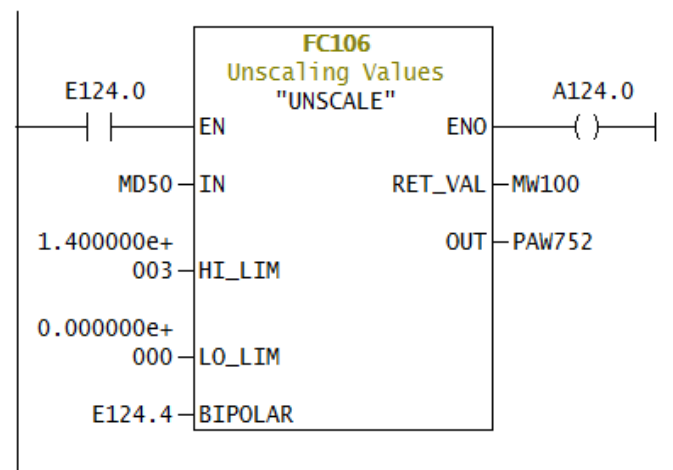 FC106
Unscaling Values
"UNSCALE"
E124.0
A124.0
EN
ENO
MD50
IN
RET_VAL
MW100
1.400000e+
003
HI_LIM
OUT
PAW752
0.000000e+
000
LO_LIM
E124.4
BIPOLAR